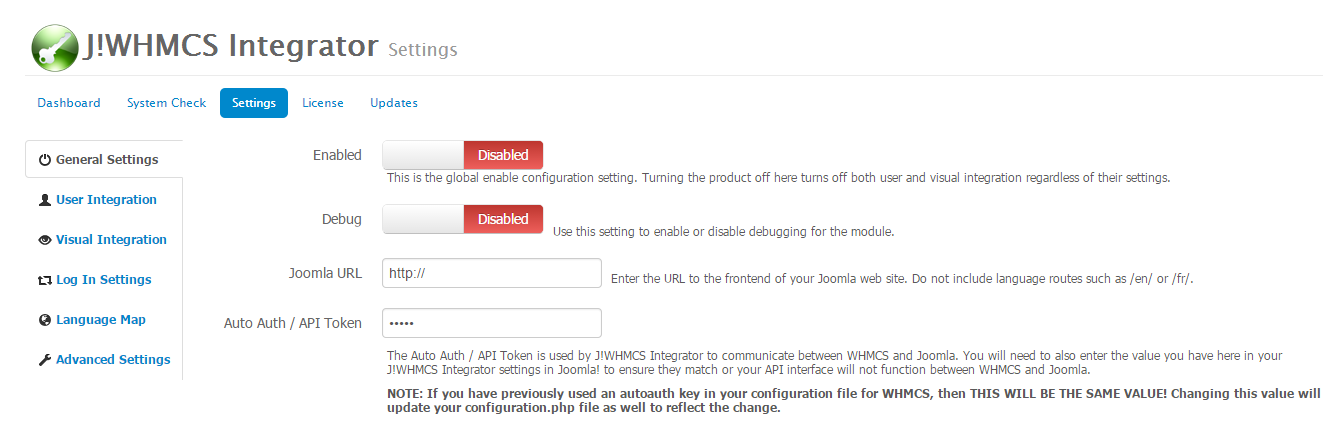 J!WHMCS Integrator Settings
Dashboard System Check Settings License Updates
General Settings
User Integration
Visual Integration
Log In Settings
Language Map
Advanced Settings
Enabled Disabled
This is the global enable configuration setting. Turning the product off here turns off both user and visual integration regardless of their settings.
Debug Disabled Use this setting to enable or disable debugging for the module.
Joomla URL http:// Enter the URL to the frontend of your Joomla web site. Do not include language routes such as /en/ or /fr/.
Auto Auth / API Token •••••
The Auto Auth / API Token is used by J!WHMCS Integrator to communicate between WHMCS and Joomla. You will need to also enter the value you have here in your
J!WHMCS Integrator settings in Joomla! to ensure they match or your API interface will not function between WHMCS and Joomla.
NOTE: If you have previously used an autoauth key in your configuration file for WHMCS, then THIS WILL BE THE SAME VALUE! Changing this value will
update your configuration.php file as well to reflect the change.